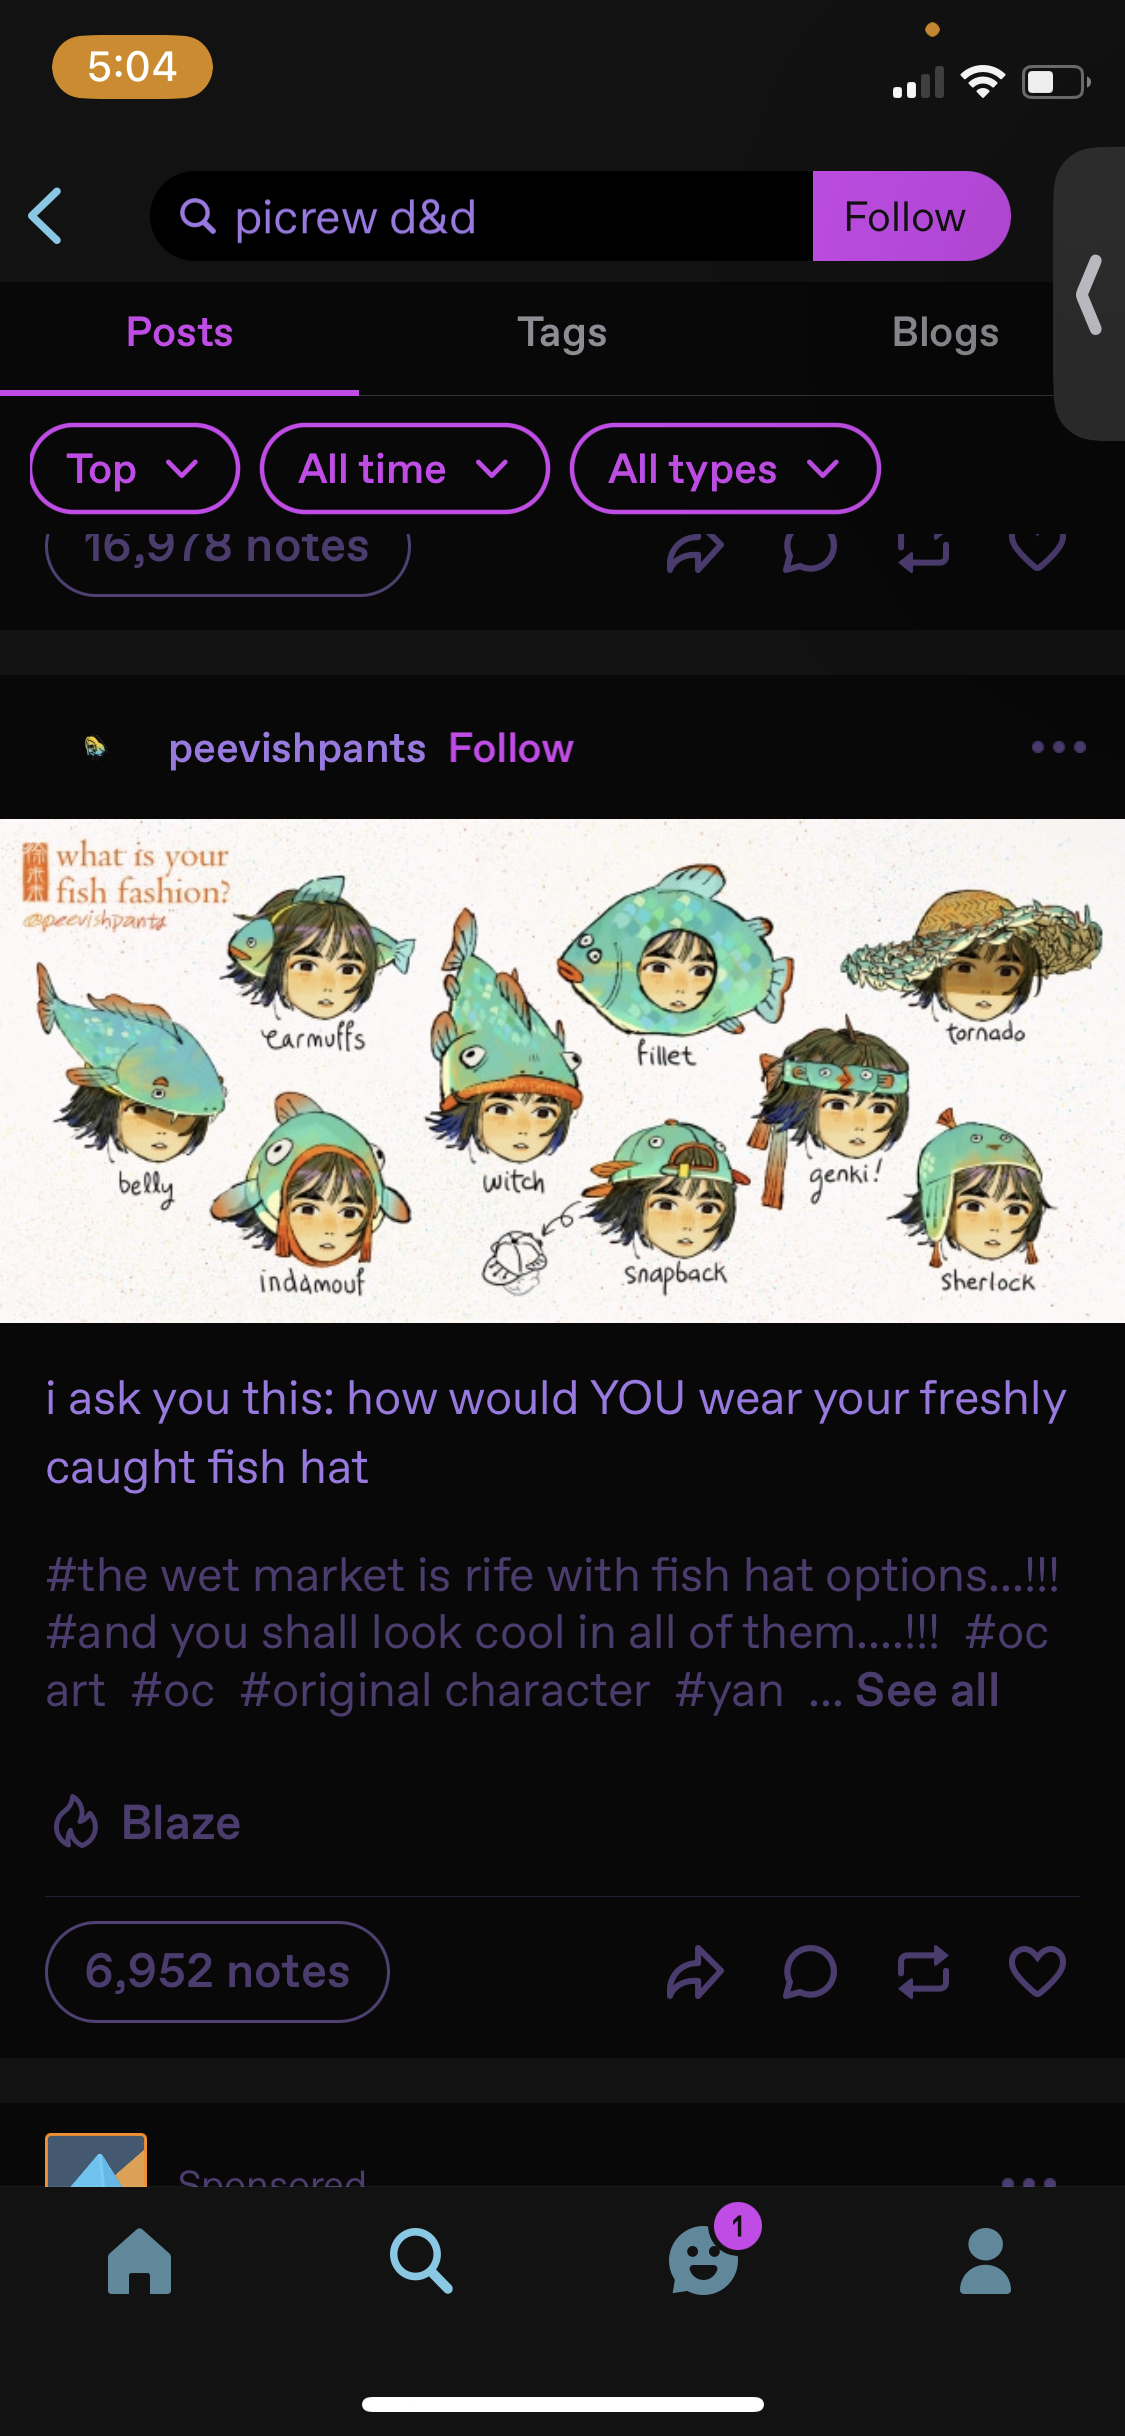 5:04
picrew d&d
Follow
Posts
Tags
Blogs
Top
All time
All types
16,978 notes
peevishpants Follow
what is your
fish fashion?
@peevishpants
earmuffs
fillet
tornado
belly
witch
genki!
indamouf
snapback
Sherlock
i ask you this: how would YOU wear your freshly
caught fish hat
#the wet market is rife with fish hat options...!!!
#and you shall look cool in all of them....!!! #oc
art #oc #original character #yan ... See all
Blaze
6,952 notes
Sponsored
1